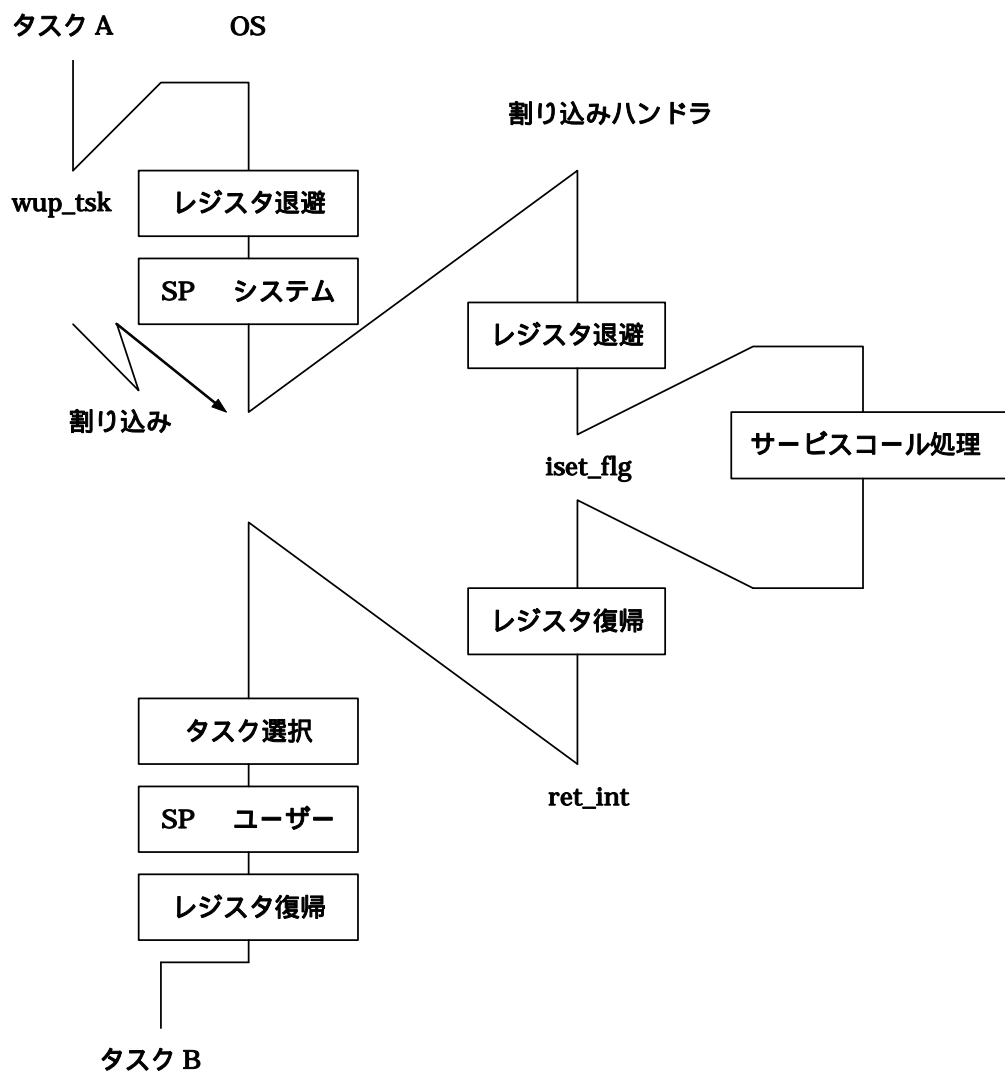 タスク A
OS
割り込みハンドラ
wup_tsk
レジスタ退避
SP システム
レジスタ退避
割り込み
サービスコール処理
iset_flg
レジスタ復帰
タスク選択
ret_int
SP ユーザー
レジスタ復帰
タスク B